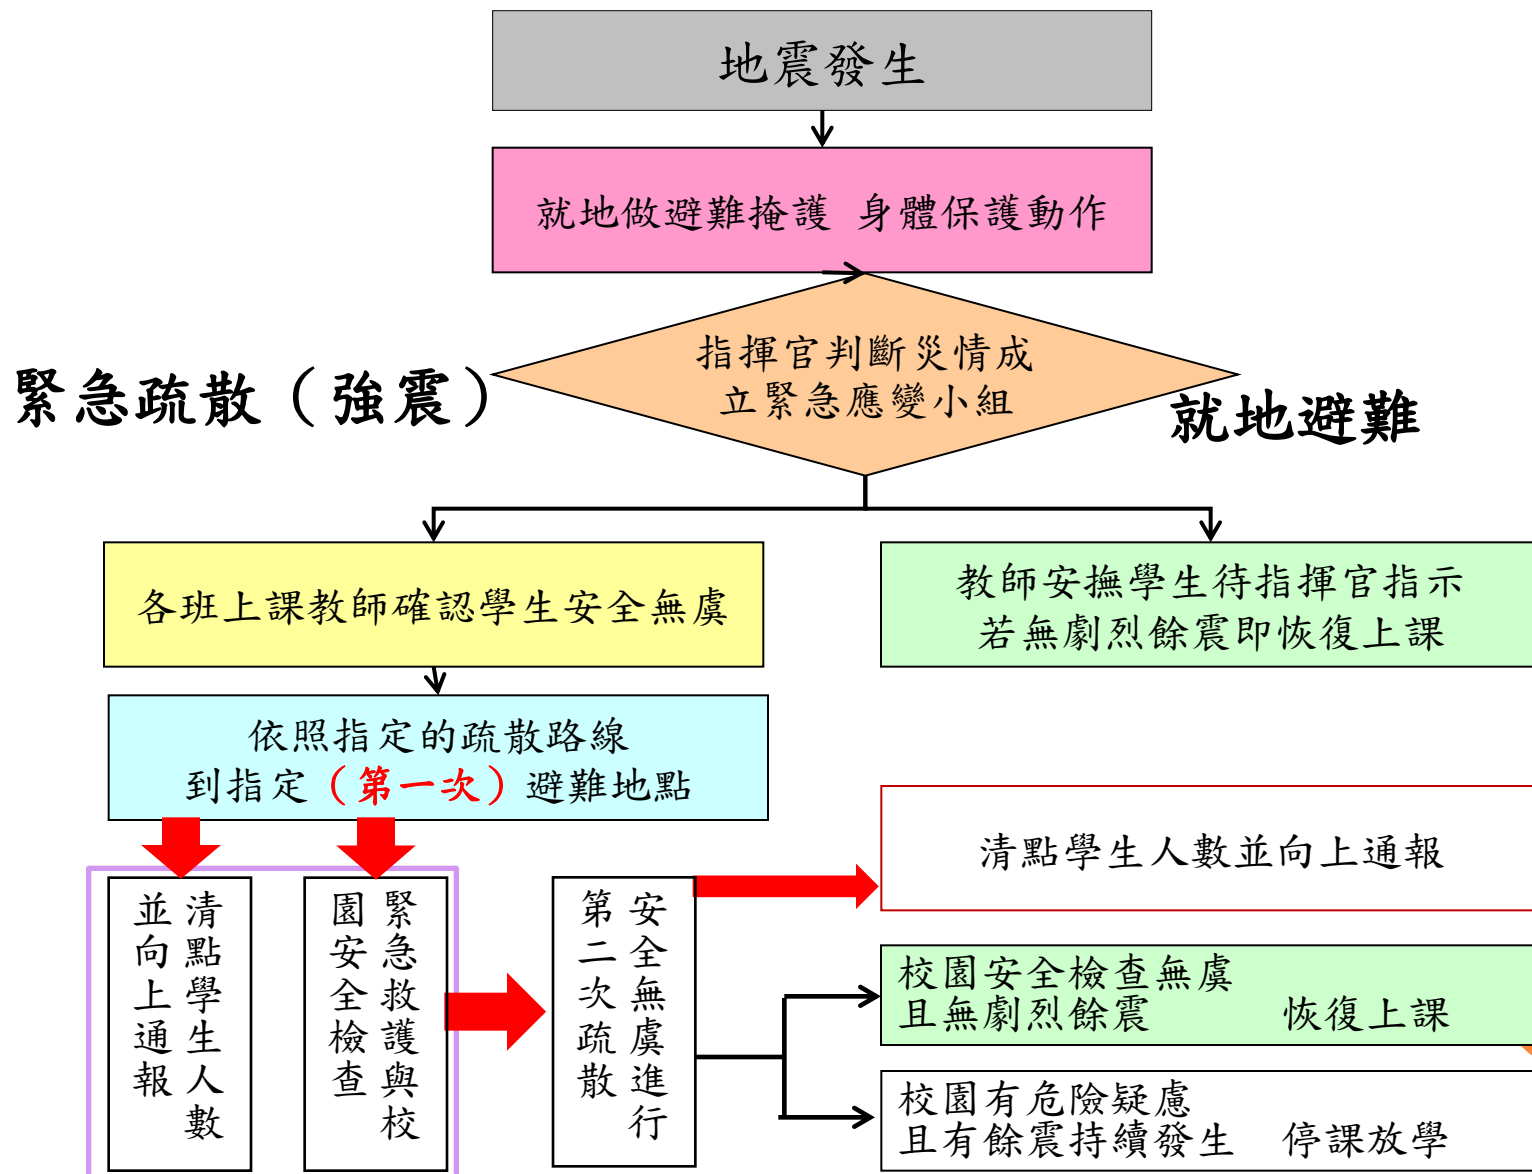 地震發生
就地做避難掩護 身體保護動作
指揮官判斷災情成
立緊急應變小組
緊急疏散（強震）
就地避難
各班上課教師確認學生安全無虞
教師安撫學生待指揮官指示
若無劇烈餘震即恢復上課
依照指定的疏散路線
到指定（第一次）避難地點
清點學生人數
並向上通報
緊急救護與校
園安全檢查
安全無虞進行
第二次疏散
清點學生人數並向上通報
校園安全檢查無虞
且無劇烈餘震 恢復上課
校園有危險疑慮
且有餘震持續發生 停課放學